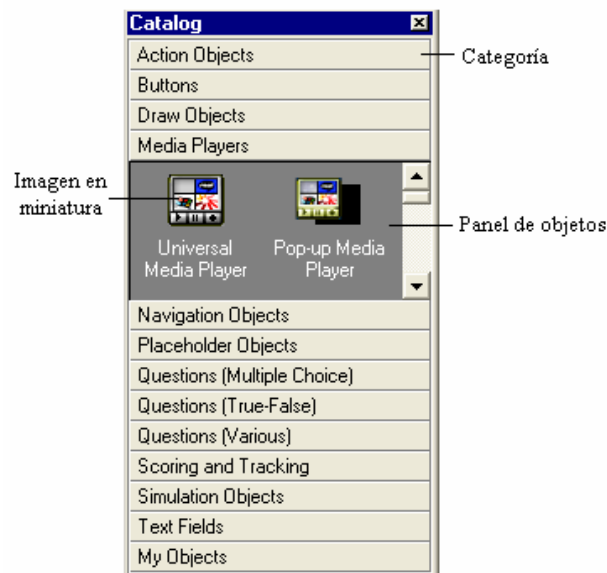 Catalog
Action Objects
Categoría
Buttons
Draw Objects
Media Players
Imagen en
miniatura
Universal
Media Player
Pop-up Media
Player
Panel de objetos
Navigation Objects
Placeholder Objects
Questions (Multiple Choice)
Questions (True-False)
Questions (Various)
Scoring and Tracking
Simulation Objects
Text Fields
My Objects